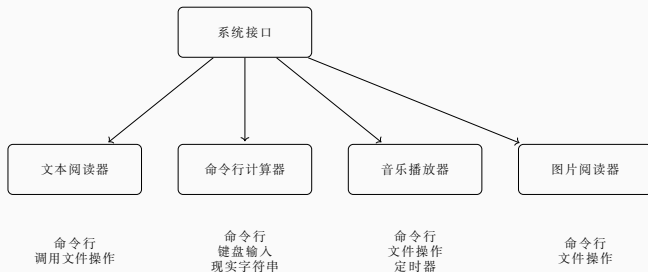 系统接口
文本阅读器
命令行计算器
音乐播放器
图片阅读器
命令行
调用文件操作
命令行
键盘输入
现实字符串
命令行
文件操作
定时器
命令行
文件操作